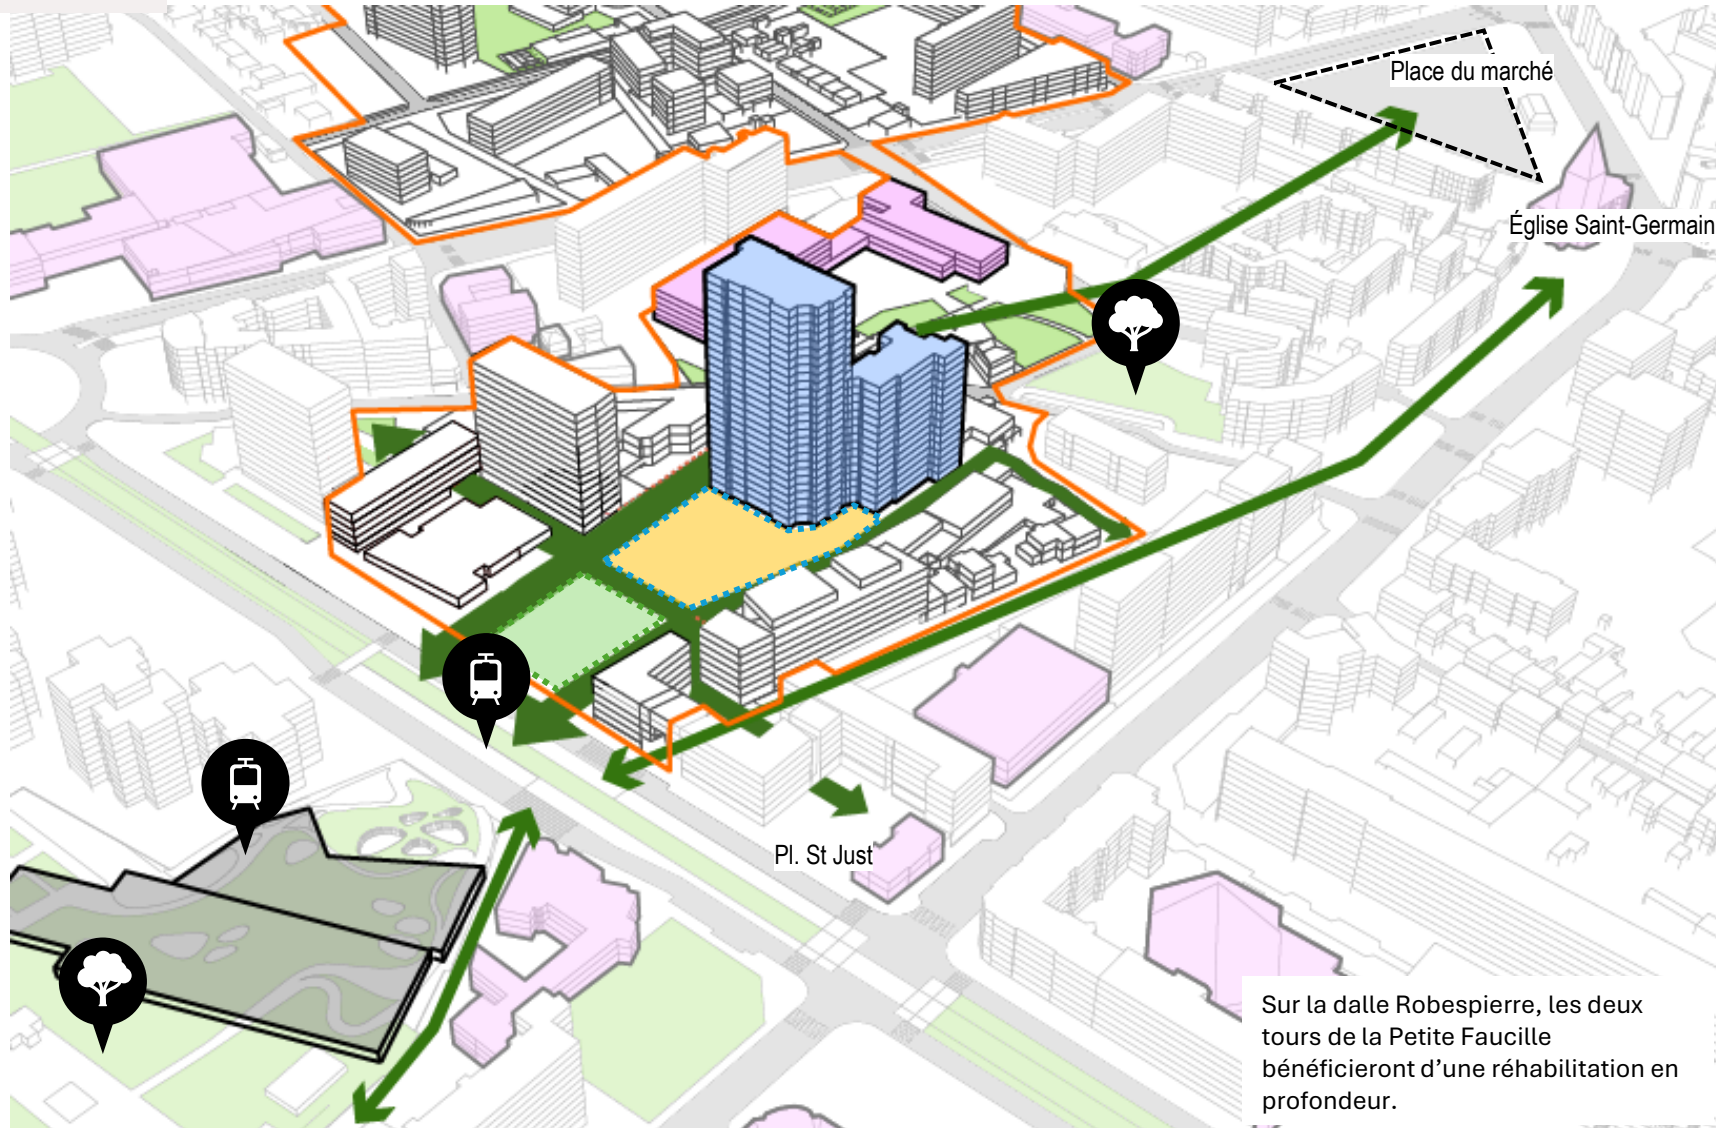 Place du marché
Église Saint-Germain
Pl. St Just
Sur la dalle Robespierre, les deux
tours de la Petite Faucille
bénéficieront d’une réhabilitation en
profondeur.